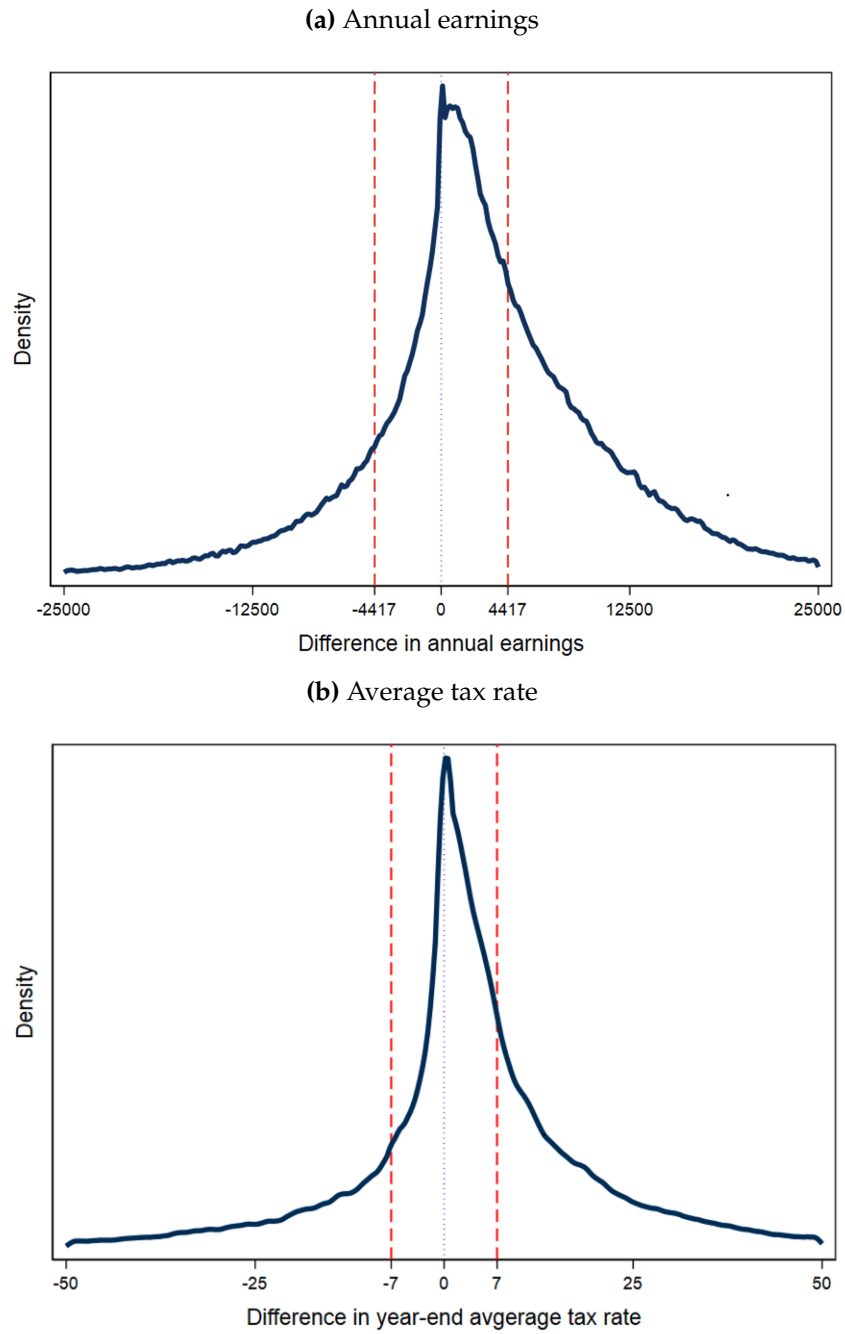 (a) Annual earnings
Density
-25000 -12500 -4417 0 4417 12500 25000
Difference in annual earnings
(b) Average tax rate
Density
-50 -25 -7 0 7 25 50
Difference in year-end avgerage tax rate